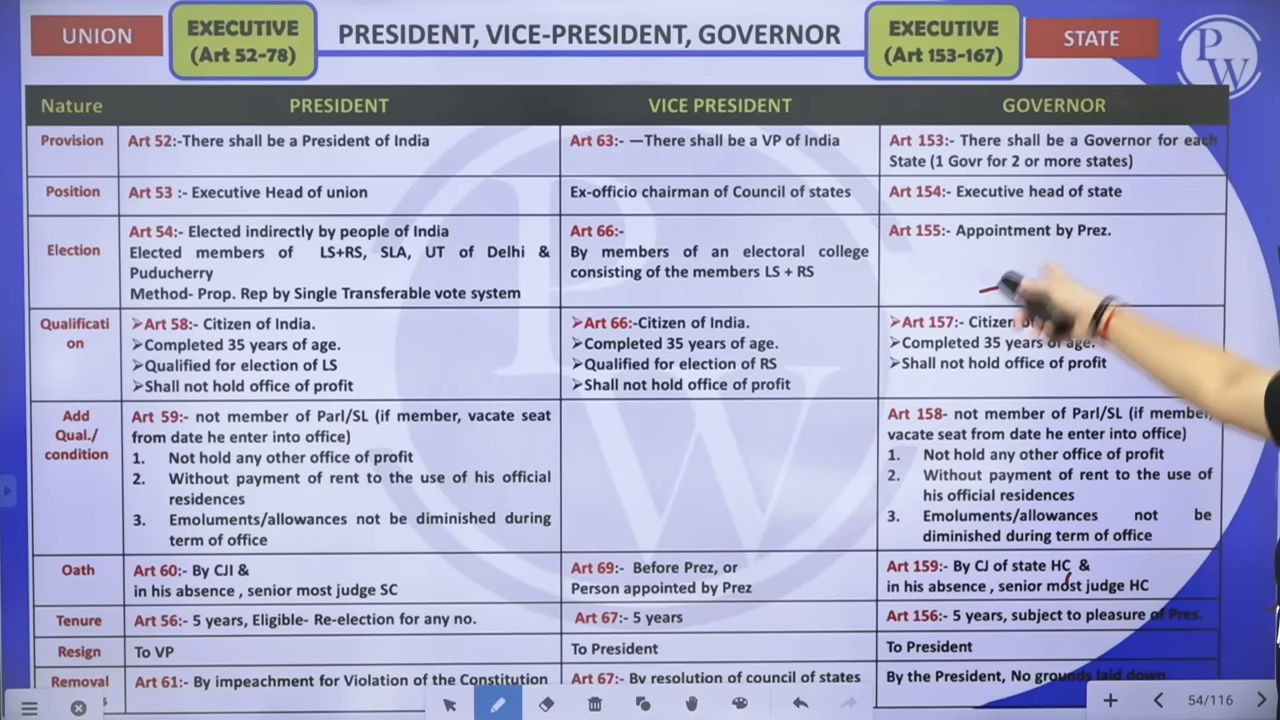 UNION
EXECUTIVE
(Art 52-78)
PRESIDENT, VICE-PRESIDENT, GOVERNOR
EXECUTIVE
(Art 153-167)
STATE
PW
Nature
PRESIDENT
VICE PRESIDENT
GOVERNOR
Provision
Art 52:-There shall be a President of India
Art 63:- —There shall be a VP of India
Art 153:- There shall be a Governor for each
State (1 Govr for 2 or more states)
Position
Art 53 :- Executive Head of union
Ex-officio chairman of Council of states
Art 154:- Executive head of state
Election
Art 54:- Elected indirectly by people of India
Elected members of LS+RS, SLA, UT of Delhi &
Puducherry
Method- Prop. Rep by Single Transferable vote system
Art 66:-
By members of an electoral college
consisting of the members LS + RS
Art 155:- Appointment by Prez.
Qualificati
on
➢Art 58:- Citizen of India.
➢Completed 35 years of age.
➢Qualified for election of LS
➢Shall not hold office of profit
➢Art 66:-Citizen of India.
➢Completed 35 years of age.
➢Qualified for election of RS
➢Shall not hold office of profit
➢Art 157:- Citizen
➢Completed 35 years of age.
➢Shall not hold office of profit
Add
Qual./
condition
Art 59:- not member of Parl/SL (if member, vacate seat
from date he enter into office)
1. Not hold any other office of profit
2. Without payment of rent to the use of his official
residences
3. Emoluments/allowances not be diminished during
term of office
Art 158- not member of Parl/SL (if member,
vacate seat from date he enter into office)
1. Not hold any other office of profit
2. Without payment of rent to the use of
his official residences
3. Emoluments/allowances not be
diminished during term of office
Oath
Art 60:- By CJI &
in his absence , senior most judge SC
Art 69:- Before Prez, or
Person appointed by Prez
Art 159:- By CJ of state HC &
in his absence , senior most judge HC
Tenure
Art 56:- 5 years, Eligible- Re-election for any no.
Art 67:- 5 years
Art 156:- 5 years, subject to pleasure of Pres.
Resign
To VP
To President
To President
Removal
Art 61:- By impeachment for Violation of the Constitution
Art 67:- By resolution of council of states
By the President, No grounds laid down
54/116